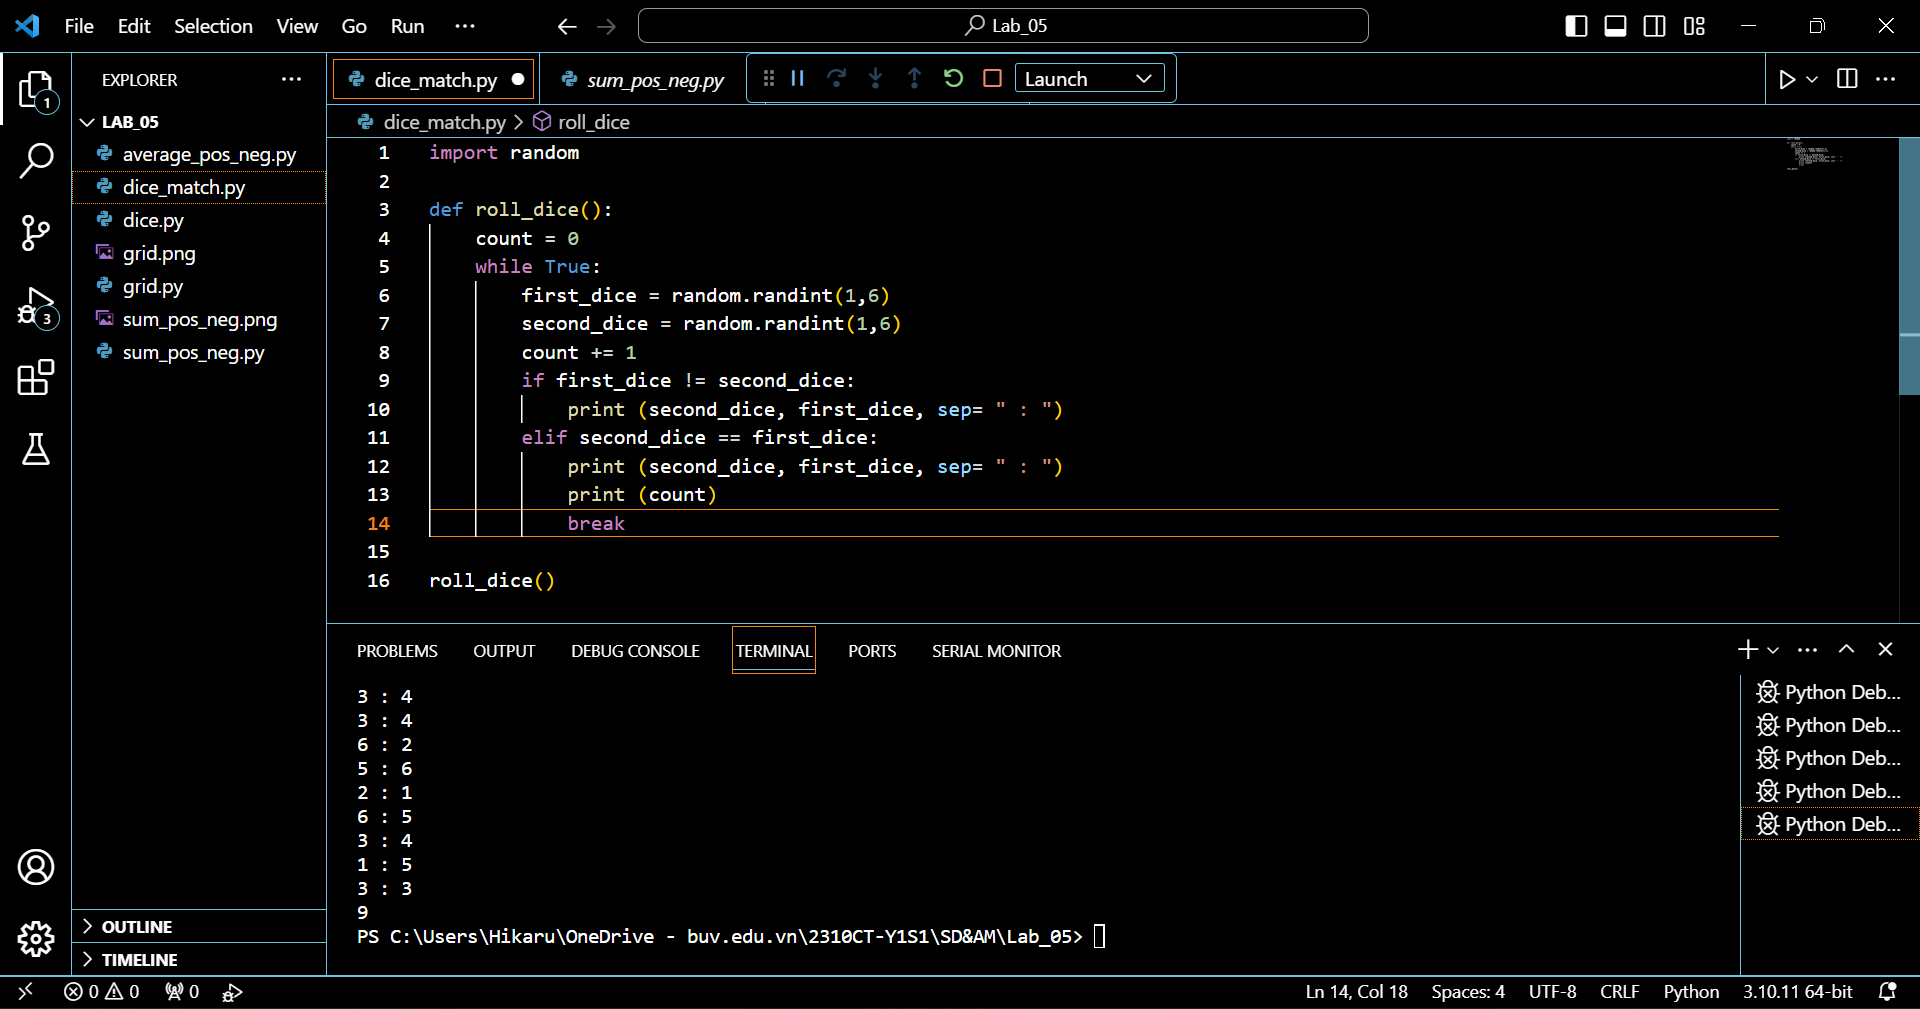 File Edit Selection View Go Run ··· Lab_05
EXPLORER
LAB_05
average_pos_neg.py
dice_match.py
dice.py
grid.png
grid.py
sum_pos_neg.png
sum_pos_neg.py
OUTLINE
TIMELINE
1
3
dice_match.py sum_pos_neg.py Launch
dice_match.py > roll_dice
1 import random
2
3 def roll_dice():
4     count = 0
5     while True:
6         first_dice = random.randint(1,6)
7         second_dice = random.randint(1,6)
8         count += 1
9         if first_dice != second_dice:
10             print (second_dice, first_dice, sep= " : ")
11         elif second_dice == first_dice:
12             print (second_dice, first_dice, sep= " : ")
13             print (count)
14             break
15
16 roll_dice()
PROBLEMS OUTPUT DEBUG CONSOLE TERMINAL PORTS SERIAL MONITOR
3 : 4
3 : 4
6 : 2
5 : 6
2 : 1
6 : 5
3 : 4
1 : 5
3 : 3
9
PS C:\Users\Hikaru\OneDrive - buv.edu.vn\2310CT-Y1S1\SD&AM\Lab_05>
Python Deb...
Python Deb...
Python Deb...
Python Deb...
Python Deb...
0 0 0 Ln 14, Col 18 Spaces: 4 UTF-8 CRLF Python 3.10.11 64-bit